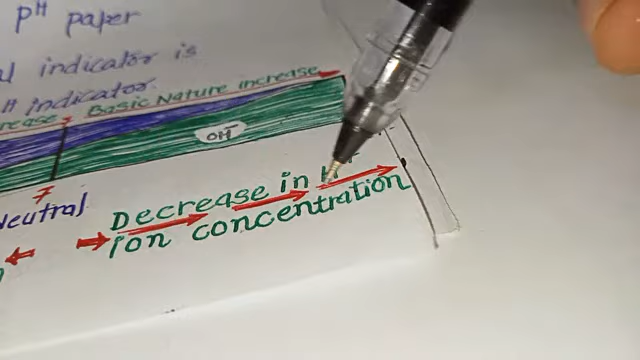 pH paper
indicator is
H indicator.
Basic Nature increase
OH⁻
7
Neutral
Decrease in H⁺
ion concentration